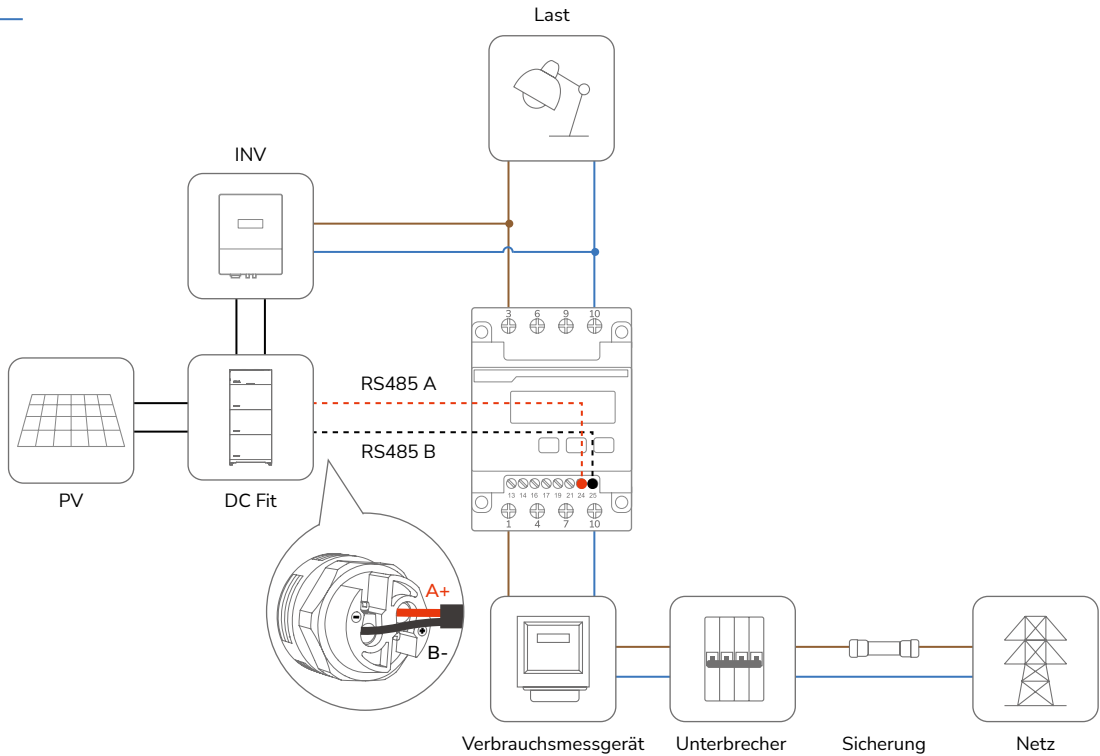 Last
INV
3 6 9 10
RS485 A
RS485 B
13 14 16 17 19 21 24 25
PV
DC Fit
1 4 7 10
A+
B-
Verbrauchsmessgerät
Unterbrecher
Sicherung
Netz